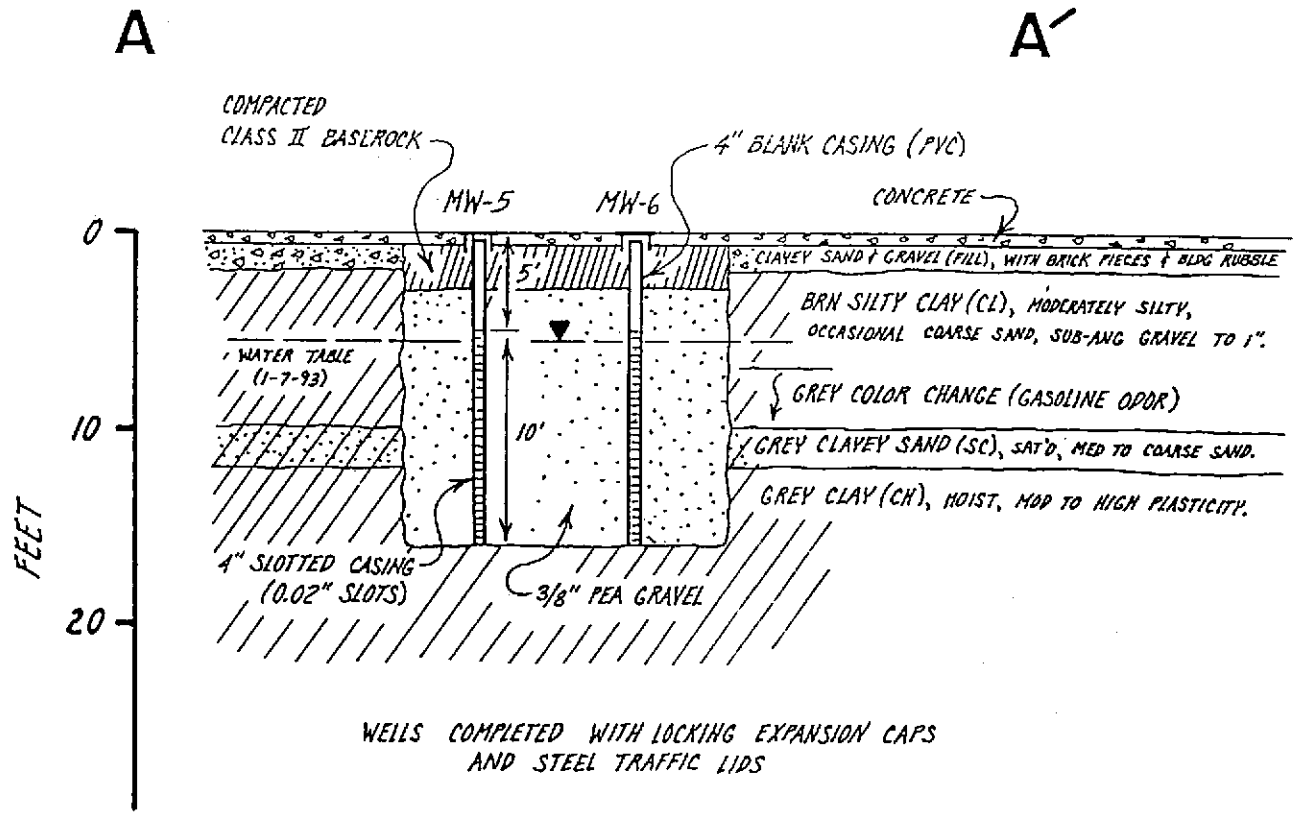 A
A'
COMPACTED
CLASS II BASEROCK
4" BLANK CASING (PVC)
MW-5
MW-6
CONCRETE
0
CLAYEY SAND & GRAVEL (FILL), WITH BRICK PIECES & BLDG RUBBLE
5'
BRN SILTY CLAY (CL), MODERATELY SILTY,
OCCASIONAL COARSE SAND, SUB-ANG GRAVEL TO 1".
WATER TABLE
(1-7-93)
GREY COLOR CHANGE (GASOLINE ODOR)
10
10'
GREY CLAYEY SAND (SC), SAT'D, MED TO COARSE SAND.
GREY CLAY (CH), MOIST, MOD TO HIGH PLASTICITY.
FEET
4" SLOTTED CASING
(0.02" SLOTS)
3/8" PEA GRAVEL
20
WELLS COMPLETED WITH LOCKING EXPANSION CAPS
AND STEEL TRAFFIC LIDS